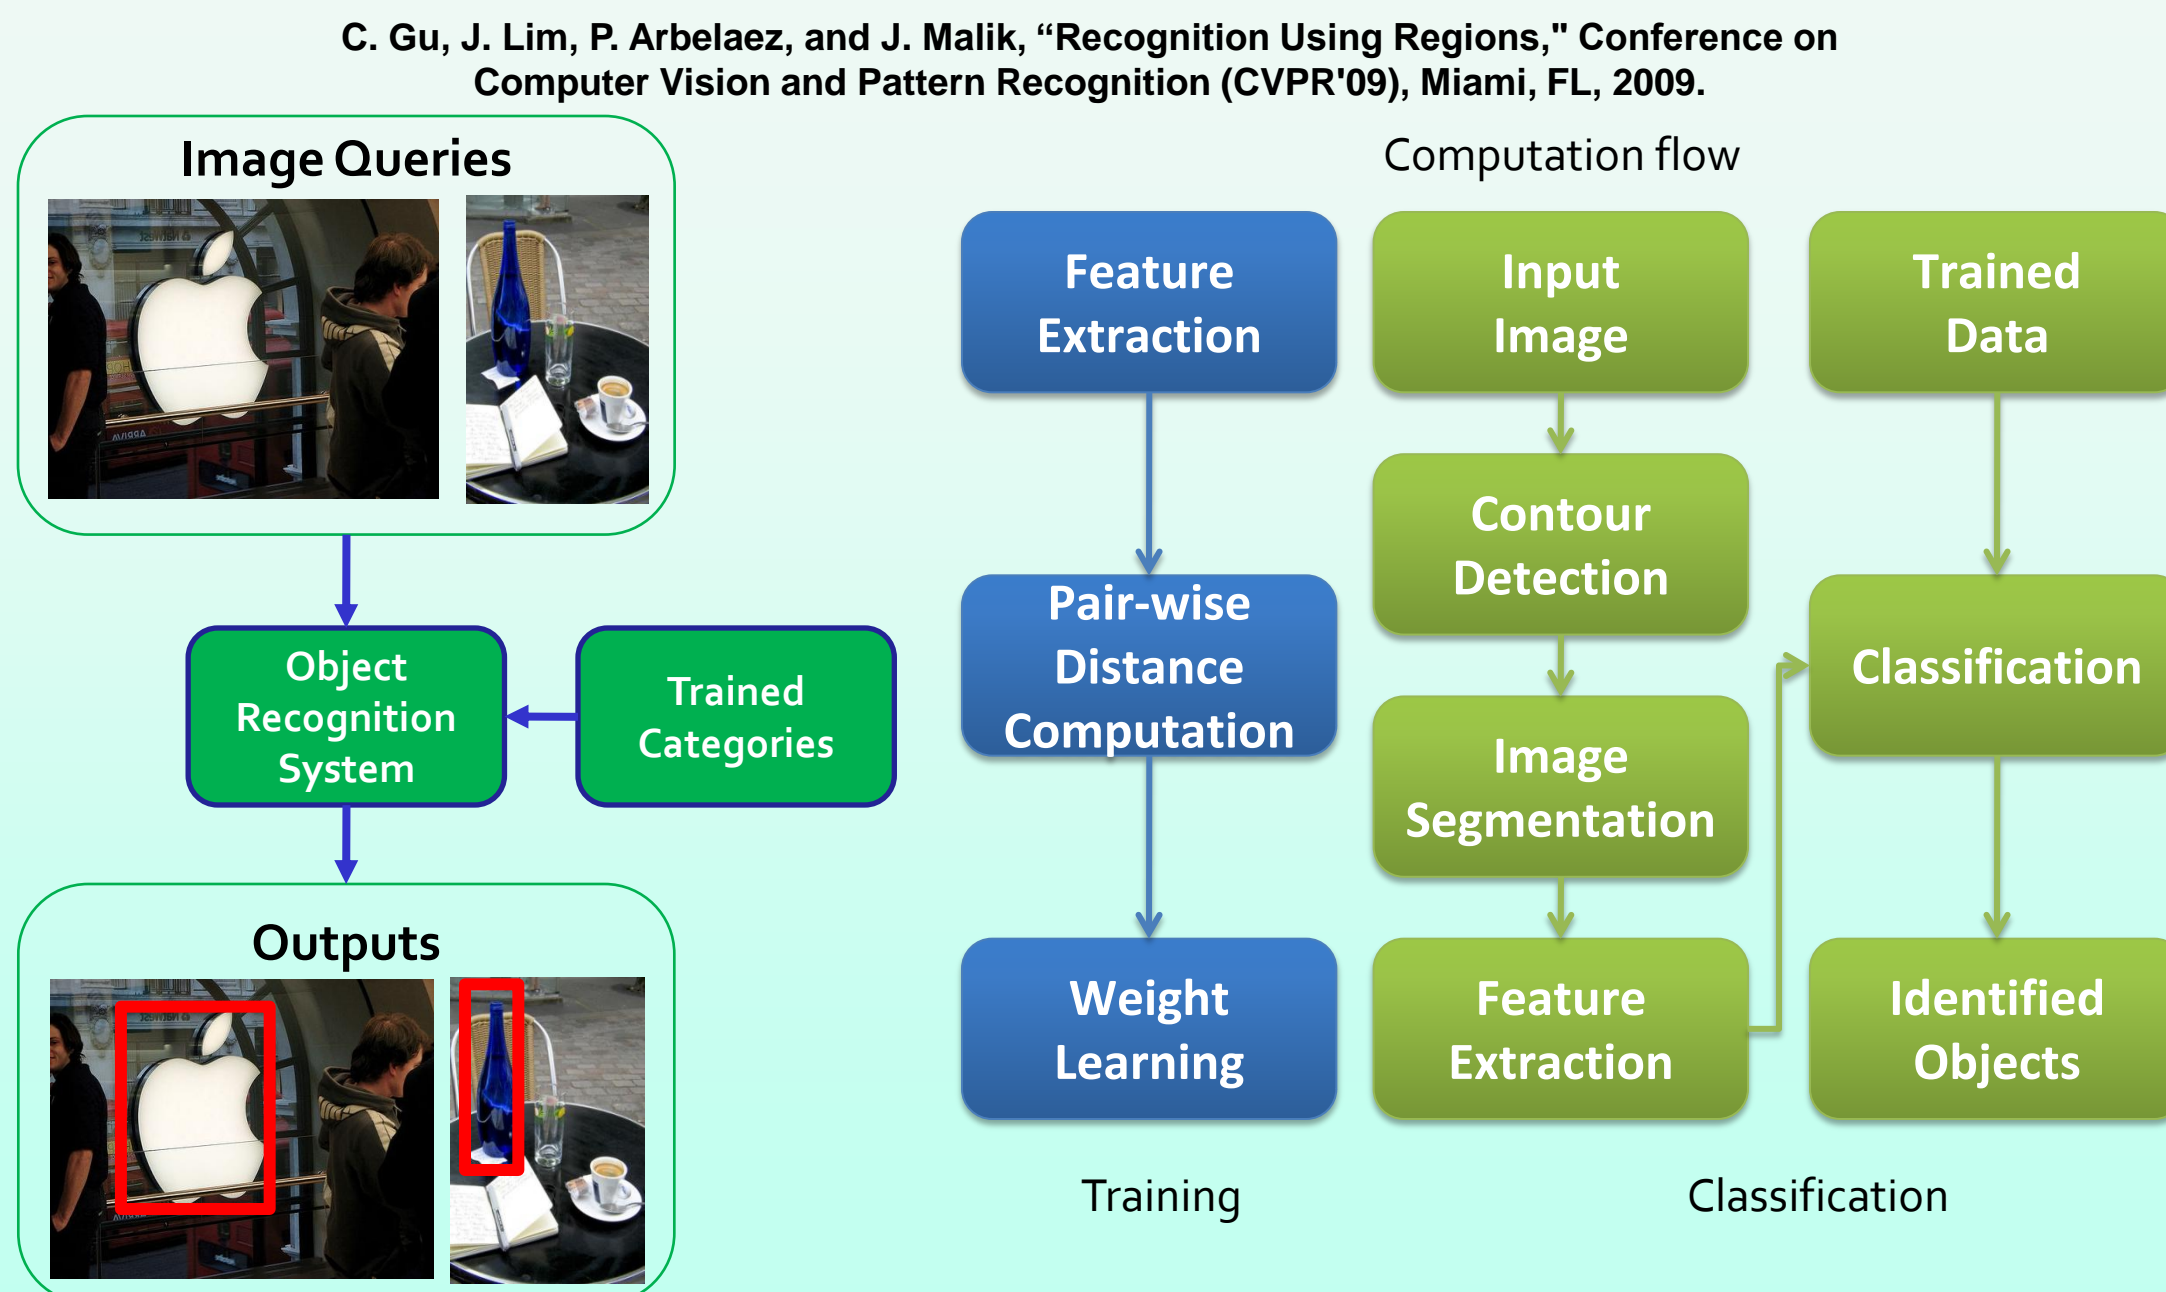 C. Gu, J. Lim, P. Arbelaez, and J. Malik, “Recognition Using Regions," Conference on
Computer Vision and Pattern Recognition (CVPR'09), Miami, FL, 2009.
Image Queries
Object
Recognition
System
Trained
Categories
Outputs
Computation flow
Feature
Extraction
Pair-wise
Distance
Computation
Weight
Learning
Training
Input
Image
Contour
Detection
Image
Segmentation
Feature
Extraction
Trained
Data
Classification
Identified
Objects
Classification